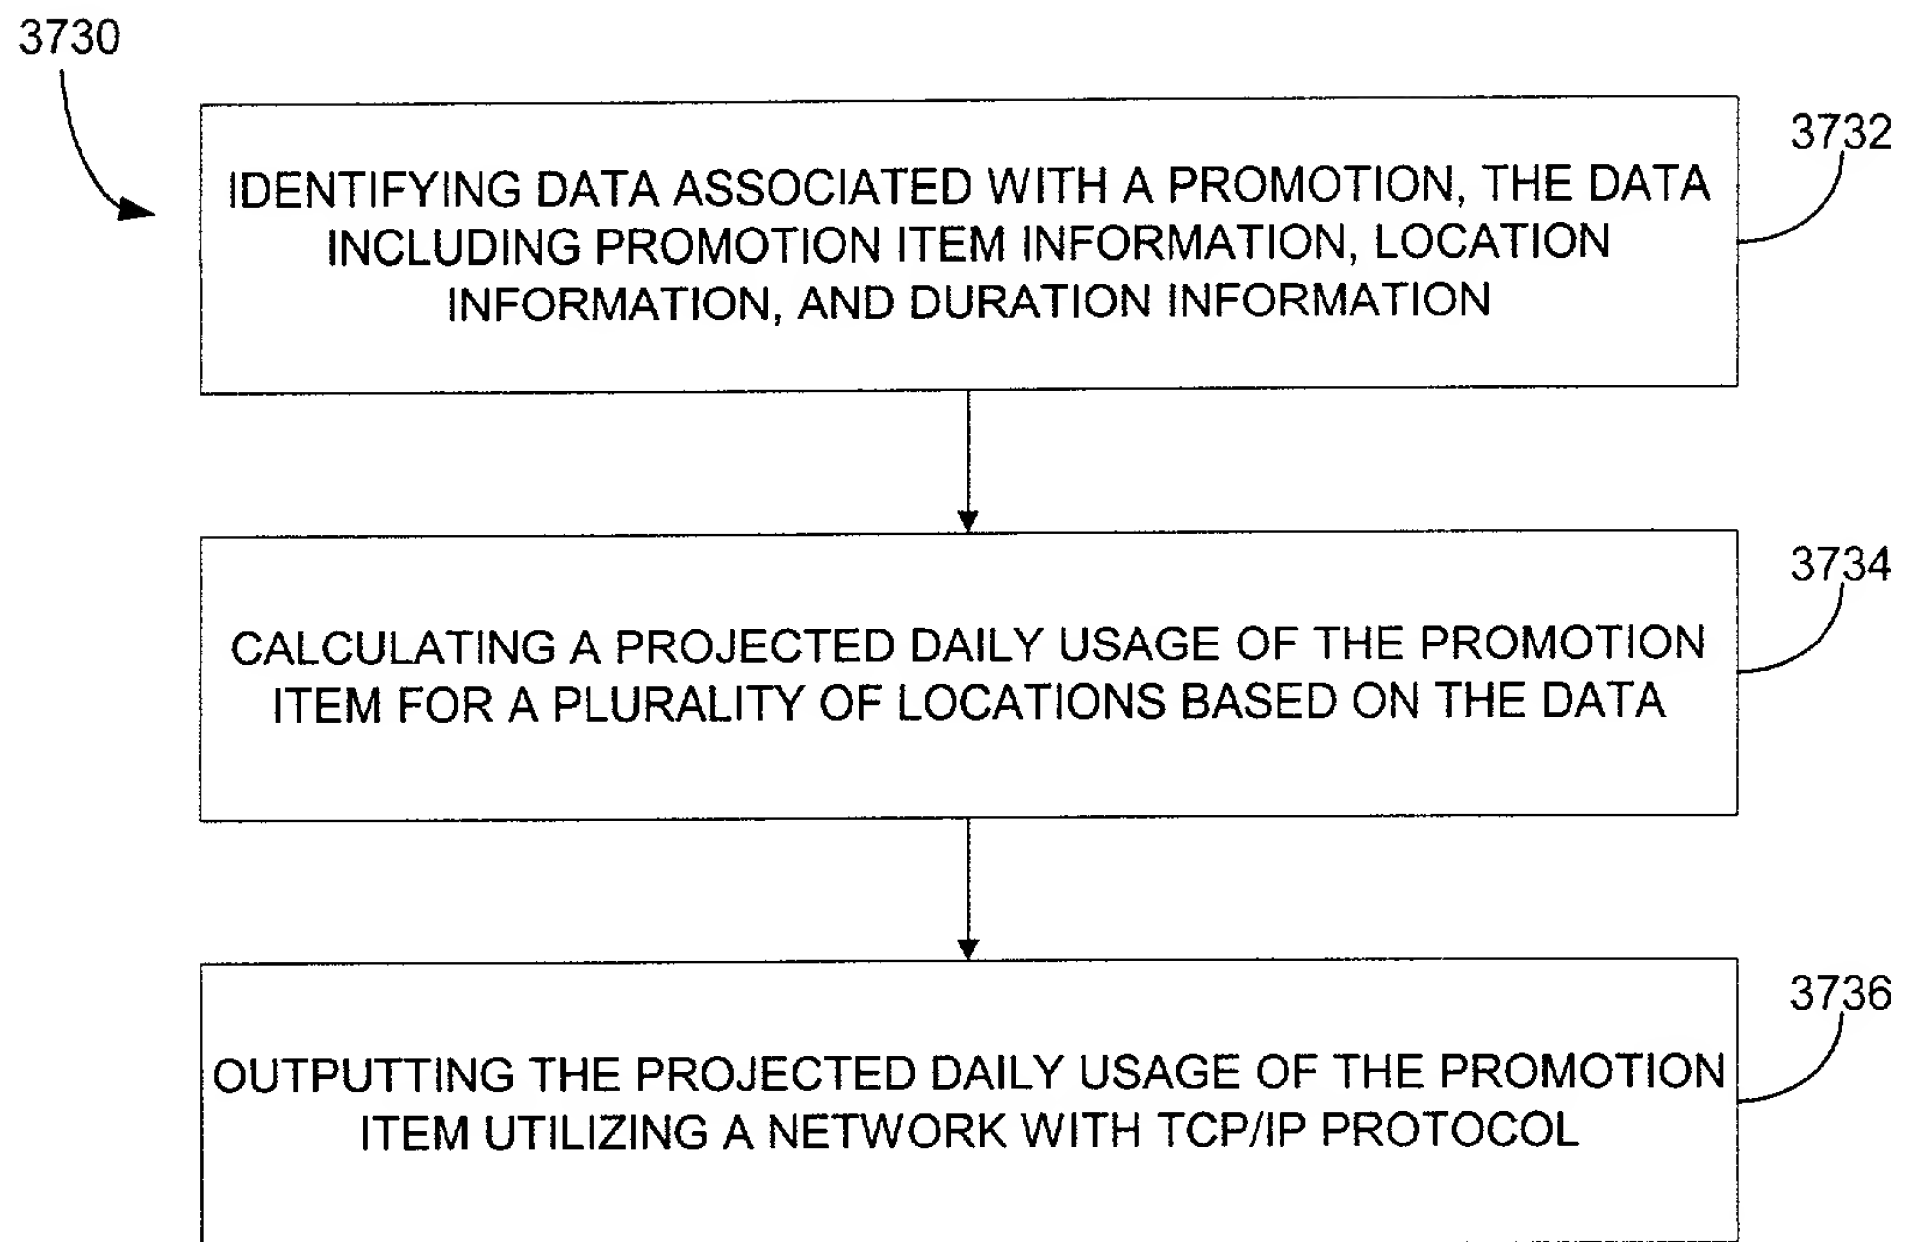 3730
3732
IDENTIFYING DATA ASSOCIATED WITH A PROMOTION, THE DATA
INCLUDING PROMOTION ITEM INFORMATION, LOCATION
INFORMATION, AND DURATION INFORMATION
3734
CALCULATING A PROJECTED DAILY USAGE OF THE PROMOTION
ITEM FOR A PLURALITY OF LOCATIONS BASED ON THE DATA
3736
OUTPUTTING THE PROJECTED DAILY USAGE OF THE PROMOTION
ITEM UTILIZING A NETWORK WITH TCP/IP PROTOCOL